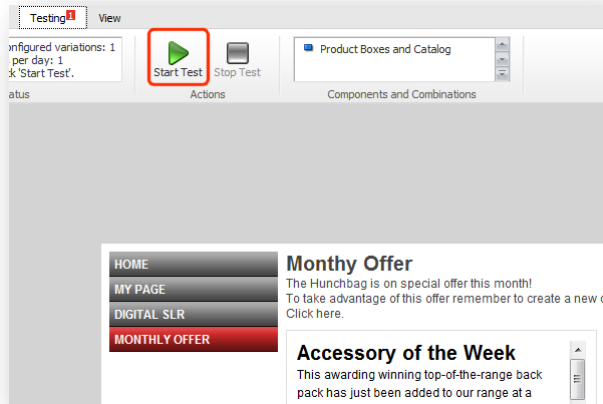 Testing 1 View
nfigured variations: 1
per day: 1
k 'Start Test'.
Start Test Stop Test
Product Boxes and Catalog
atus Actions Components and Combinations
HOME
MY PAGE
DIGITAL SLR
MONTHLY OFFER
Monthy Offer
The Hunchbag is on special offer this month!
To take advantage of this offer remember to create a new
Click here.
Accessory of the Week
This awarding winning top-of-the-range back
pack has just been added to our range at a